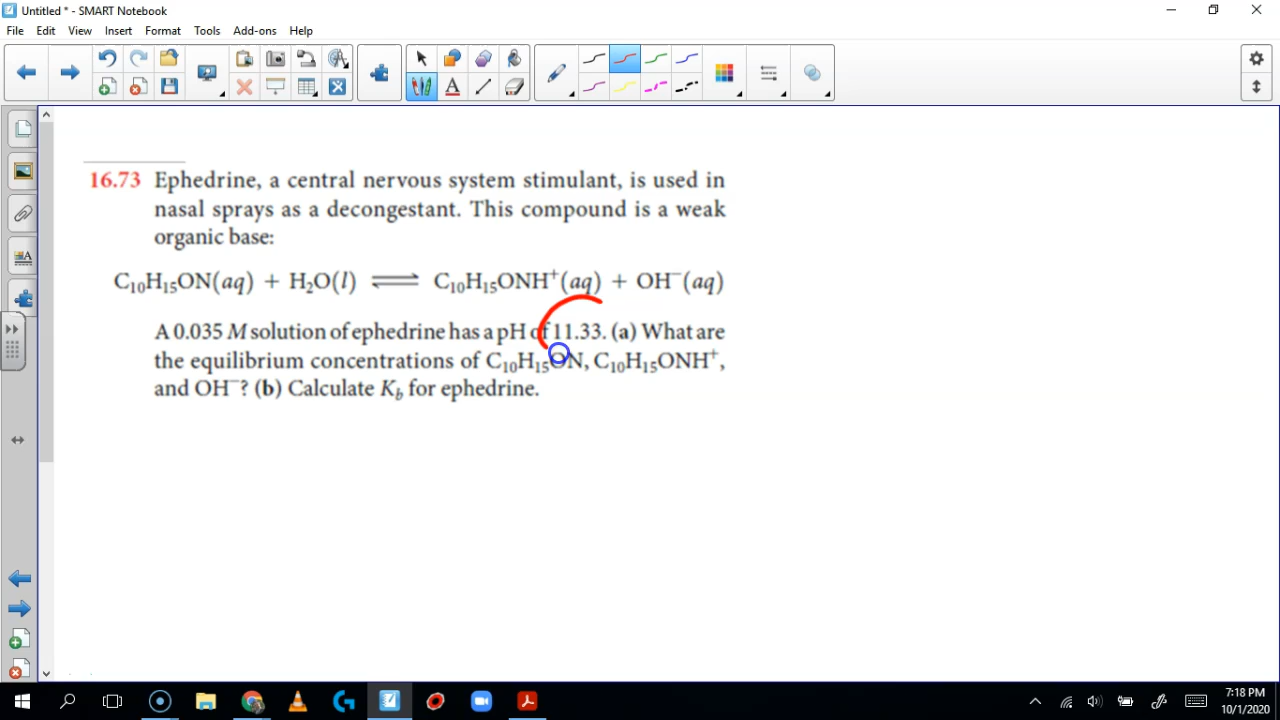 Untitled * - SMART Notebook
File Edit View Insert Format Tools Add-ons Help
16.73 Ephedrine, a central nervous system stimulant, is used in
nasal sprays as a decongestant. This compound is a weak
organic base:
C₁₀H₁₅ON(aq) + H₂O(l) ⇌ C₁₀H₁₅ONH⁺(aq) + OH⁻(aq)
A 0.035 M solution of ephedrine has a pH of 11.33. (a) What are
the equilibrium concentrations of C₁₀H₁₅ON, C₁₀H₁₅ONH⁺,
and OH⁻? (b) Calculate K_b for ephedrine.
7:18 PM
10/1/2020